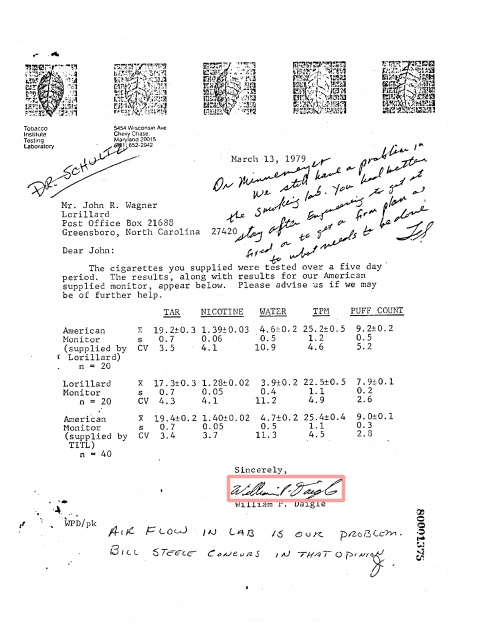 Tobacco
Institute
Testing
Laboratory
5454 Wisconsin Ave.
Chevy Chase,
Maryland 20015
652-2842
DR. SCHULTZ
March 13, 1979
Dr Minnemeyer
We still have a problem in
the smoking lab. You had better
stay after Engineering to get at
fixed or to get a firm plan as
to what needs to be done
Mr. John R. Wagner
Lorillard
Post Office Box 21688
Greensboro, North Carolina 27420
Dear John:
The cigarettes you supplied were tested over a five day
period. The results, along with results for our American
supplied monitor, appear below. Please advise us if we may
be of further help.
TAR NICOTINE WATER TPM PUFF COUNT
American x̄ 19.2±0.3 1.39±0.03 4.6±0.2 25.2±0.5 9.2±0.2
Monitor s 0.7 0.06 0.5 1.2 0.5
(supplied by CV 3.5 4.1 10.9 4.6 5.2
Lorillard)
n = 20
Lorillard x̄ 17.3±0.3 1.28±0.02 3.9±0.2 22.5±0.5 7.9±0.1
Monitor s 0.7 0.05 0.4 1.1 0.2
n = 20 CV 4.3 4.1 11.2 4.9 2.6
American x̄ 19.4±0.2 1.40±0.02 4.7±0.2 25.4±0.4 9.0±0.1
Monitor s 0.7 0.05 0.5 1.1 0.3
(supplied by CV 3.4 3.7 11.3 4.5 2.8
TITL)
n = 40
Sincerely,
William P. Daigle
William P. Daigle
WPD/pk
AIR FLOW IN LAB IS OUR PROBLEM.
BILL STEELE CONCURS IN THAT OPINION
80001375